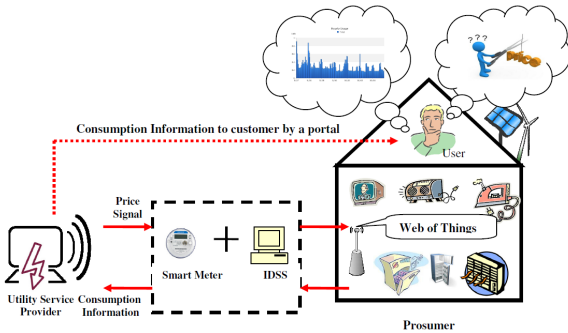 ? ? ?
Consumption Information to customer by a portal
User
Price
Signal
Web of Things
Smart Meter
IDSS
Utility Service
Provider
Consumption
Information
Prosumer